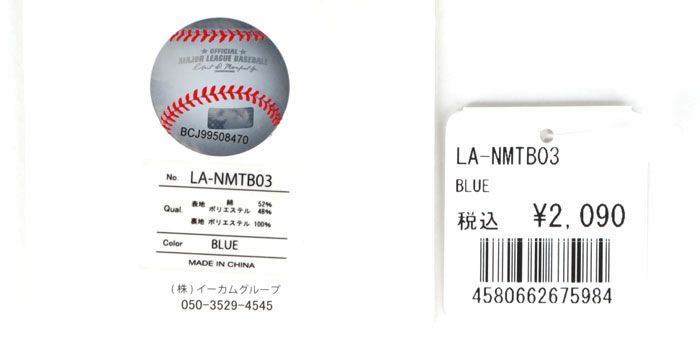 OFFICIAL
MAJOR LEAGUE BASEBALL
BCJ99508470
No. LA-NMTB03
Qual. 表地 綿 52%
ポリエステル 48%
裏地 ポリエステル 100%
Color BLUE
MADE IN CHINA
(株)イーカムグループ
050-3529-4545
LA-NMTB03
BLUE
税込 ¥2,090
4580662675984